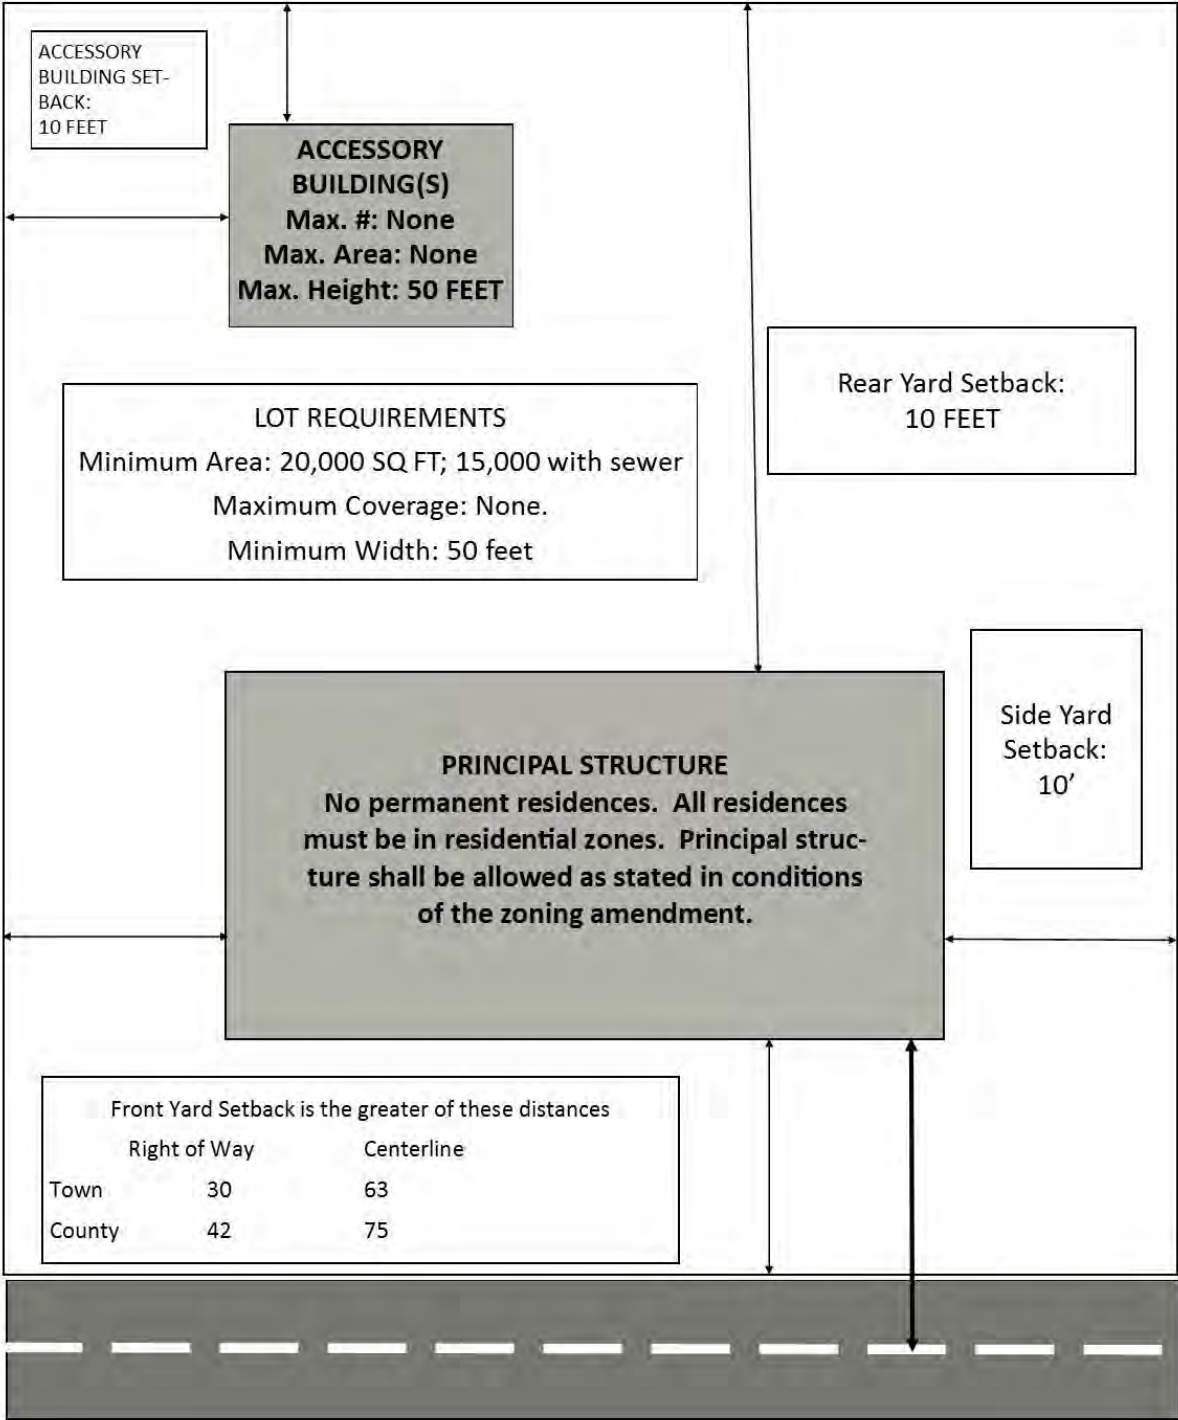 ACCESSORY
BUILDING SET-
BACK:
10 FEET
ACCESSORY
BUILDING(S)
Max. #: None
Max. Area: None
Max. Height: 50 FEET
Rear Yard Setback:
10 FEET
LOT REQUIREMENTS
Minimum Area: 20,000 SQ FT; 15,000 with sewer
Maximum Coverage: None.
Minimum Width: 50 feet
Side Yard
Setback:
10’
PRINCIPAL STRUCTURE
No permanent residences.  All residences
must be in residential zones.  Principal struc-
ture shall be allowed as stated in conditions
of the zoning amendment.
Front Yard Setback is the greater of these distances
Right of Way Centerline
Town 30 63
County 42 75